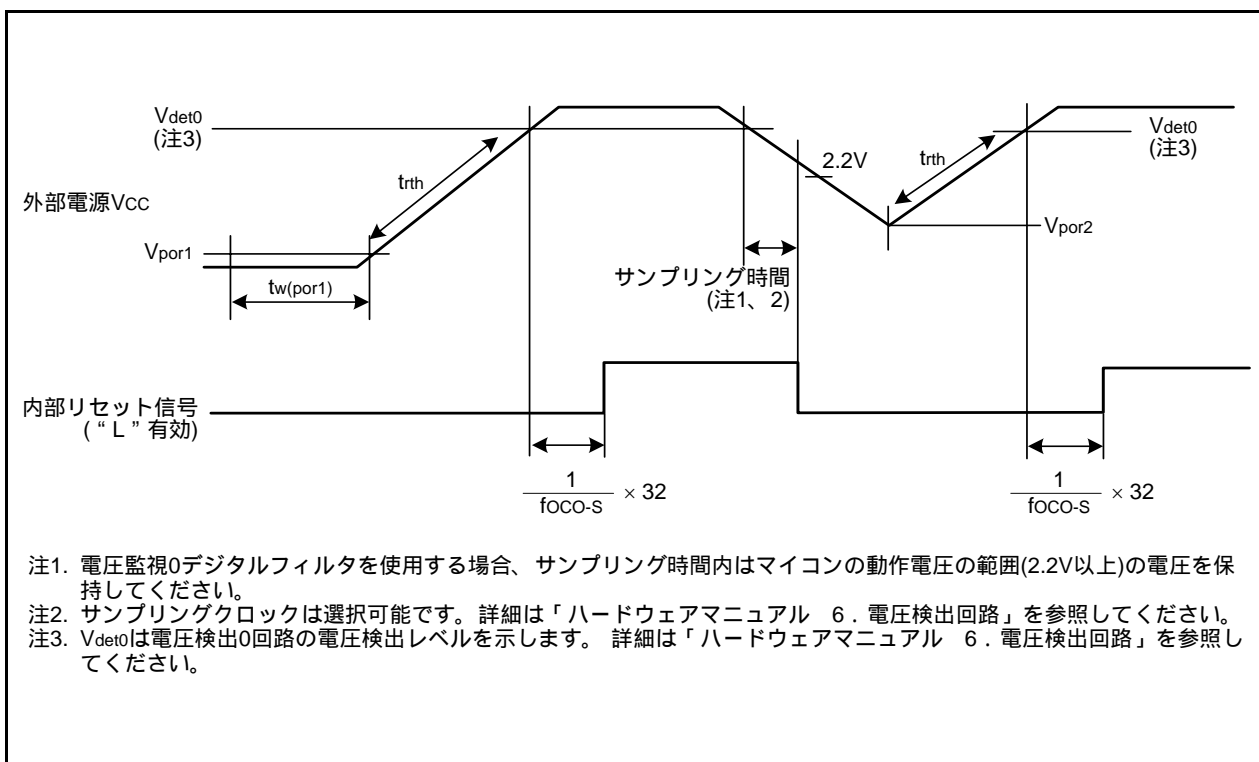 Vdet0
(注3)
trth
外部電源VCC
Vpor1
tw(por1)
2.2V
サンプリング時間
(注1、2)
trth
Vdet0
(注3)
Vpor2
内部リセット信号
(“L”有効)
1
fOCO-S
× 32
1
fOCO-S
× 32
注1. 電圧監視0デジタルフィルタを使用する場合、サンプリング時間内はマイコンの動作電圧の範囲(2.2V以上)の電圧を保
持してください。
注2. サンプリングクロックは選択可能です。詳細は「ハードウェアマニュアル 6．電圧検出回路」を参照してください。
注3. Vdet0は電圧検出0回路の電圧検出レベルを示します。 詳細は「ハードウェアマニュアル 6．電圧検出回路」を参照し
てください。